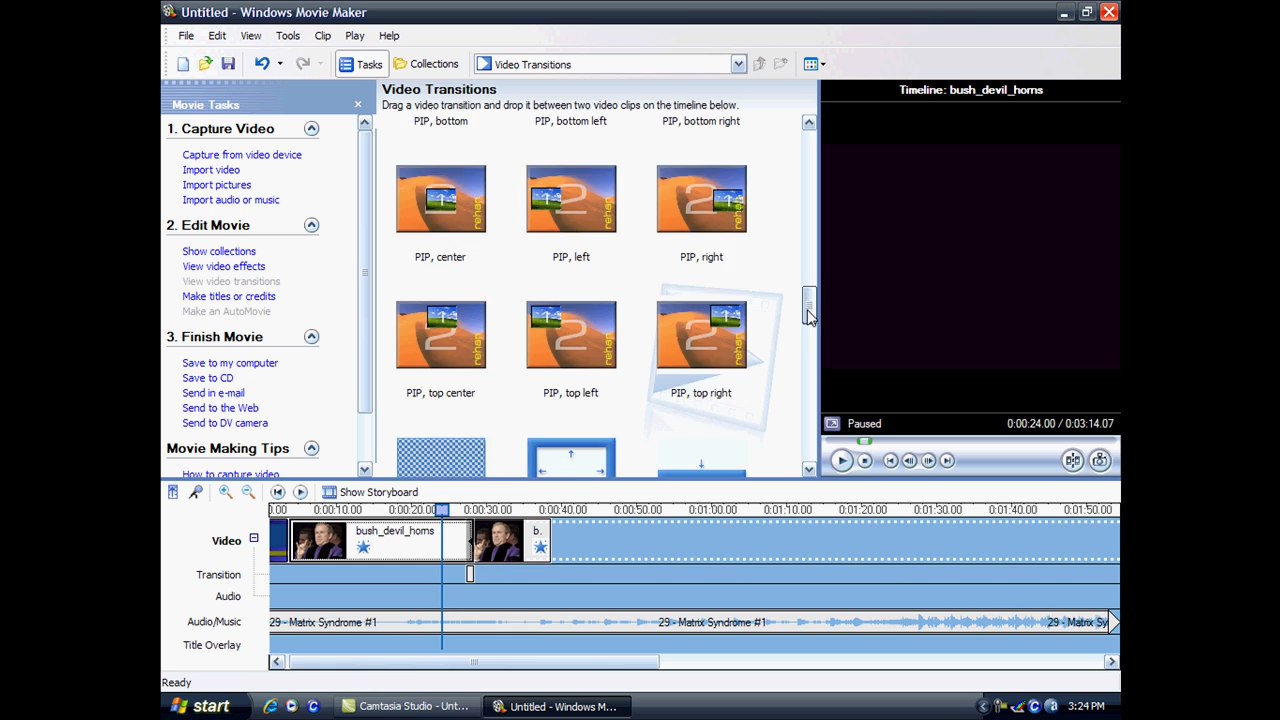 Untitled - Windows Movie Maker
File Edit View Tools Clip Play Help
Tasks Collections Video Transitions
Movie Tasks
1. Capture Video
Capture from video device
Import video
Import pictures
Import audio or music
2. Edit Movie
Show collections
View video effects
View video transitions
Make titles or credits
Make an AutoMovie
3. Finish Movie
Save to my computer
Save to CD
Send in e-mail
Send to the Web
Send to DV camera
Movie Making Tips
How to capture video
Video Transitions
Drag a video transition and drop it between two video clips on the timeline below.
PIP, bottom PIP, bottom left PIP, bottom right
PIP, center PIP, left PIP, right
PIP, top center PIP, top left PIP, top right
Timeline: bush_devil_horns
Paused 0:00:24.00 / 0:03:14.07
Show Storyboard
0.00 0:00:10.00 0:00:20.00 0:00:30.00 0:00:40.00 0:00:50.00 0:01:00.00 0:01:10.00 0:01:20.00 0:01:30.00 0:01:40.00 0:01:50.00
Video bush_devil_horns b.
Transition
Audio
Audio/Music 29 - Matrix Syndrome #1 29 - Matrix Syndrome #1 29 - Matrix Sy
Title Overlay
Ready
start Camtasia Studio - Unt... Untitled - Windows M... 3:24 PM